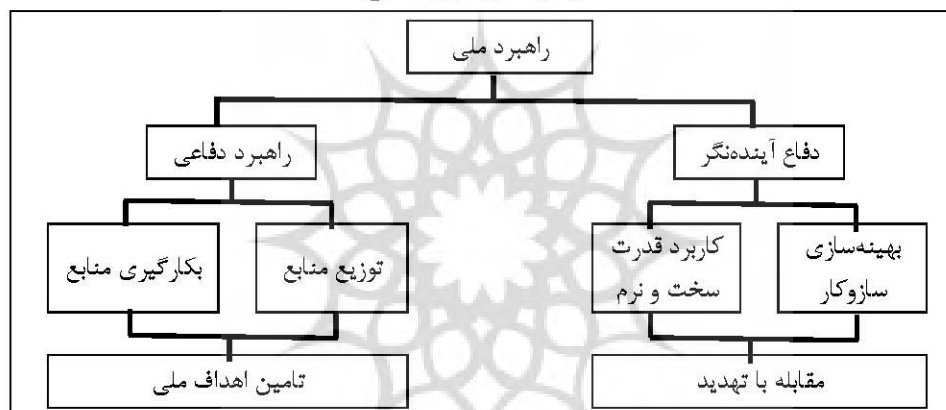 راهبرد ملی
دفاع آینده‌نگر
راهبرد دفاعی
بهینه‌سازی
سازوکار
کاربرد قدرت
سخت و نرم
توزیع منابع
بکارگیری منابع
مقابله با تهدید
تامین اهداف ملی